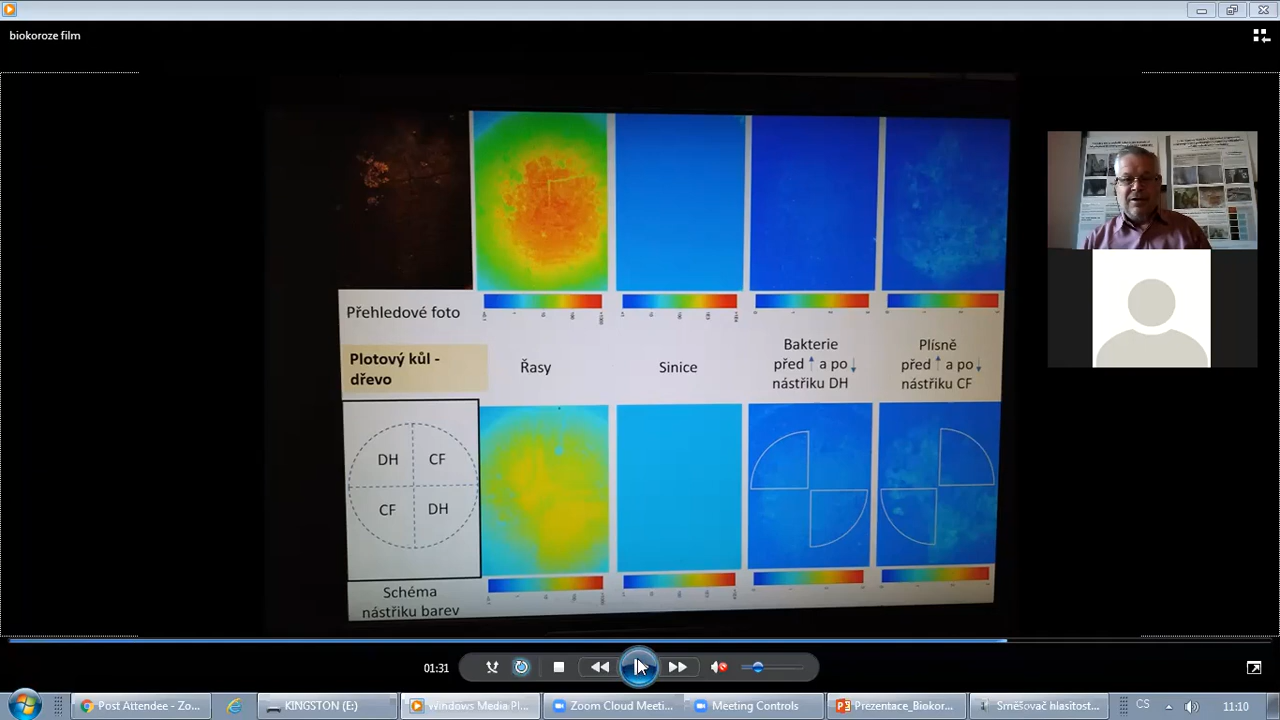 biokoroze film
Přehledové foto
Plotový kůl -
dřevo
Řasy
Sinice
Bakterie
před ↑ a po ↓
nástřiku DH
Plísně
před ↑ a po ↓
nástřiku CF
DH CF
CF DH
Schéma
nástřiku barev
01:31
Post Attendee - Zo...
KINGSTON (E:)
Windows Media Pl...
Zoom Cloud Meeti...
Meeting Controls
Prezentace_Biokor...
Směšovač hlasitost...
CS
11:10